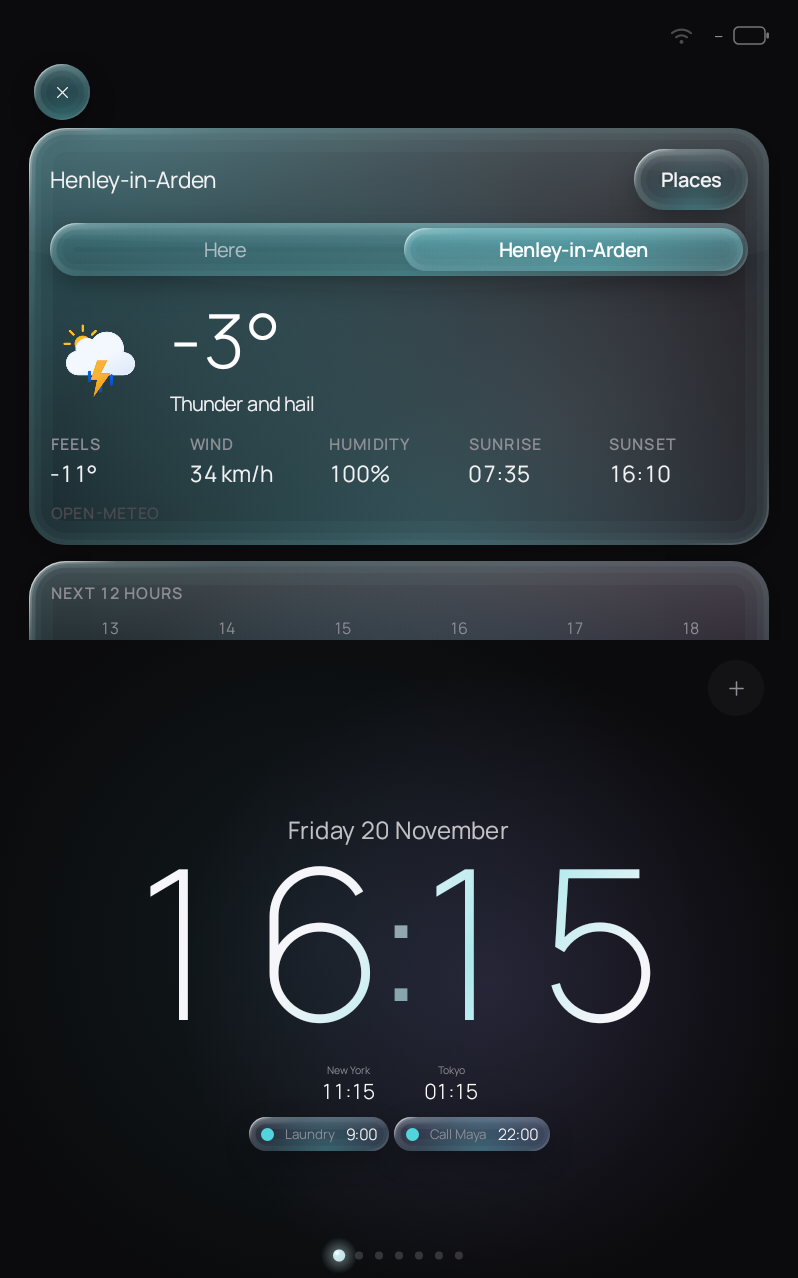 –
Henley-in-Arden
Places
Here
Henley-in-Arden
-3°
Thunder and hail
FEELS WIND HUMIDITY SUNRISE SUNSET
-11° 34 km/h 100% 07:35 16:10
OPEN-METEO
NEXT 12 HOURS
13 14 15 16 17 18
Friday 20 November
16:15
New York Tokyo
11:15 01:15
Laundry 9:00 Call Maya 22:00